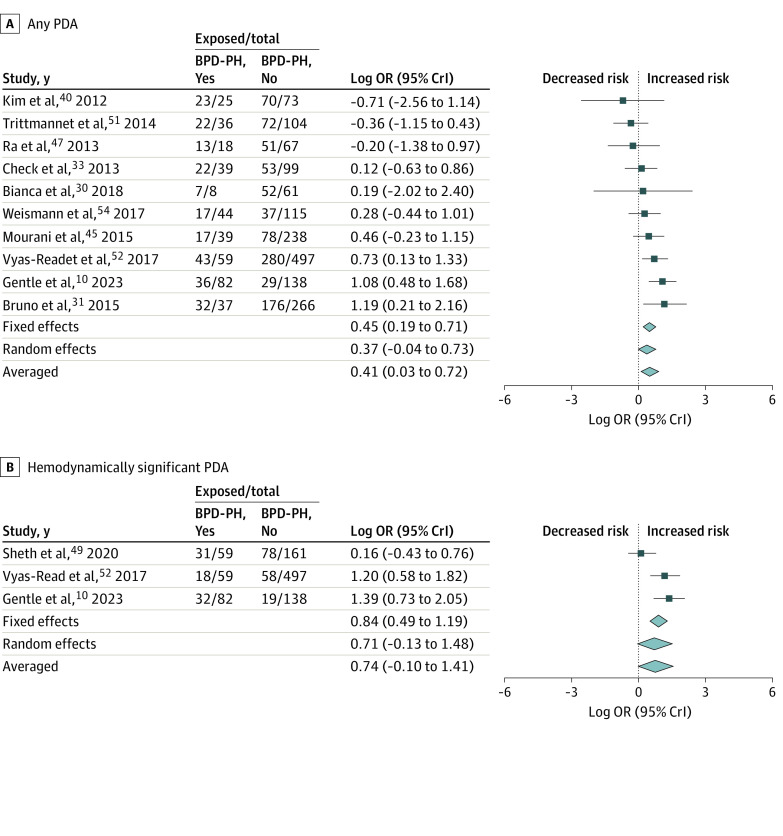 A Any PDA
Exposed/total
BPD-PH, BPD-PH,
Study, y Yes No Log OR (95% CrI) Decreased risk Increased risk
Kim et al,40 2012 23/25 70/73 -0.71 (-2.56 to 1.14)
Trittmannet et al,51 2014 22/36 72/104 -0.36 (-1.15 to 0.43)
Ra et al,47 2013 13/18 51/67 -0.20 (-1.38 to 0.97)
Check et al,33 2013 22/39 53/99 0.12 (-0.63 to 0.86)
Bianca et al,30 2018 7/8 52/61 0.19 (-2.02 to 2.40)
Weismann et al,54 2017 17/44 37/115 0.28 (-0.44 to 1.01)
Mourani et al,45 2015 17/39 78/238 0.46 (-0.23 to 1.15)
Vyas-Readet et al,52 2017 43/59 280/497 0.73 (0.13 to 1.33)
Gentle et al,10 2023 36/82 29/138 1.08 (0.48 to 1.68)
Bruno et al,31 2015 32/37 176/266 1.19 (0.21 to 2.16)
Fixed effects 0.45 (0.19 to 0.71)
Random effects 0.37 (-0.04 to 0.73)
Averaged 0.41 (0.03 to 0.72)
-6 -3 0 3 6
Log OR (95% CrI)
B Hemodynamically significant PDA
Exposed/total
BPD-PH, BPD-PH,
Study, y Yes No Log OR (95% CrI) Decreased risk Increased risk
Sheth et al,49 2020 31/59 78/161 0.16 (-0.43 to 0.76)
Vyas-Read et al,52 2017 18/59 58/497 1.20 (0.58 to 1.82)
Gentle et al,10 2023 32/82 19/138 1.39 (0.73 to 2.05)
Fixed effects 0.84 (0.49 to 1.19)
Random effects 0.71 (-0.13 to 1.48)
Averaged 0.74 (-0.10 to 1.41)
-6 -3 0 3 6
Log OR (95% CrI)